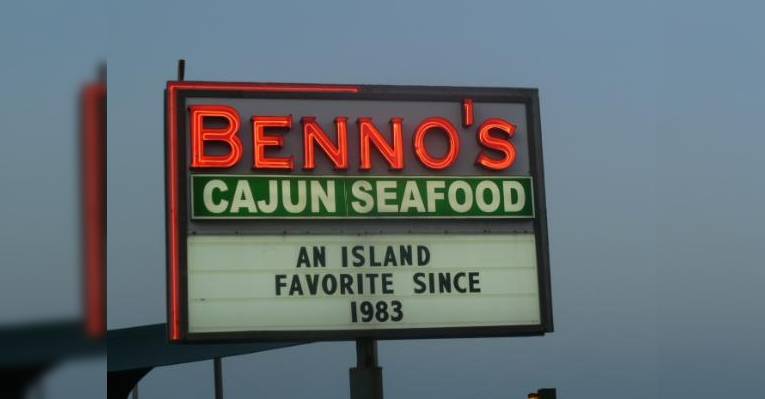 BENNO'S
CAJUN SEAFOOD
AN ISLAND
FAVORITE SINCE
1983